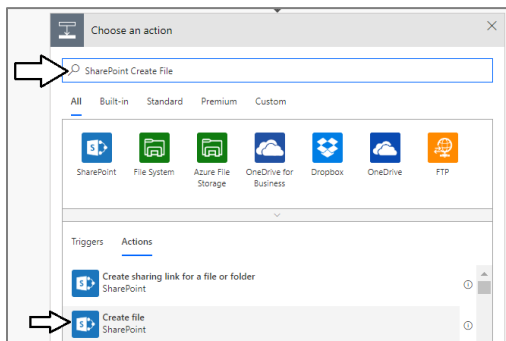 Choose an action
SharePoint Create File
All Built-in Standard Premium Custom
SharePoint File System Azure File Storage OneDrive for Business Dropbox OneDrive FTP
Triggers Actions
Create sharing link for a file or folder
SharePoint
Create file
SharePoint